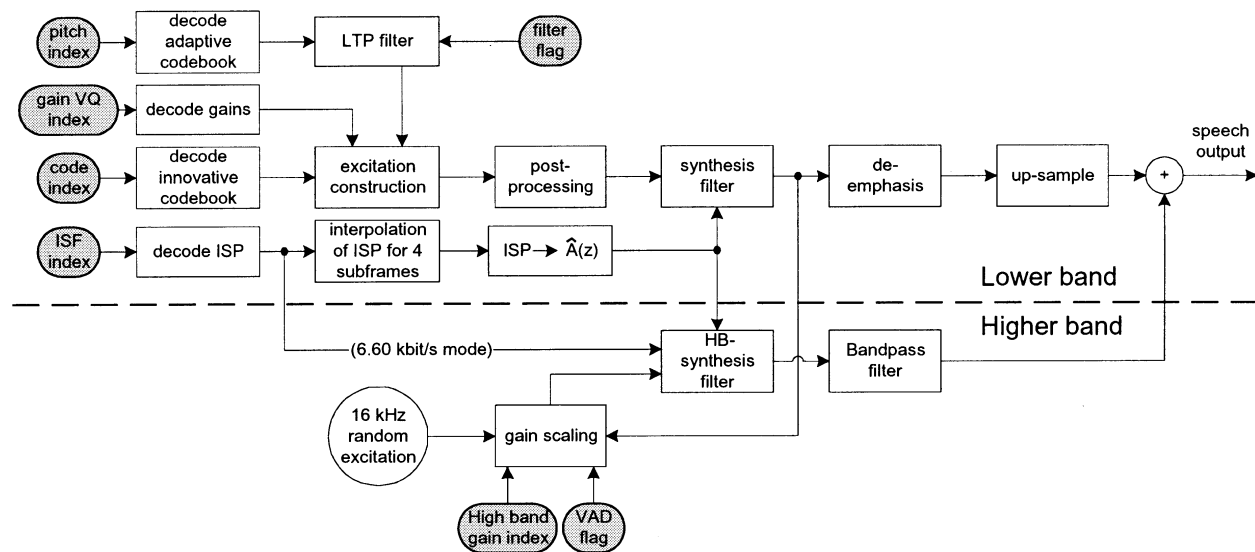 pitch
index
decode
adaptive
codebook
LTP filter
filter
flag
gain VQ
index
decode gains
code
index
decode
innovative
codebook
excitation
construction
post-
processing
synthesis
filter
de-
emphasis
up-sample
+
speech
output
ISF
index
decode ISP
interpolation
of ISP for 4
subframes
ISP → Â(z)
Lower band
Higher band
(6.60 kbit/s mode)
HB-
synthesis
filter
Bandpass
filter
16 kHz
random
excitation
gain scaling
High band
gain index
VAD
flag